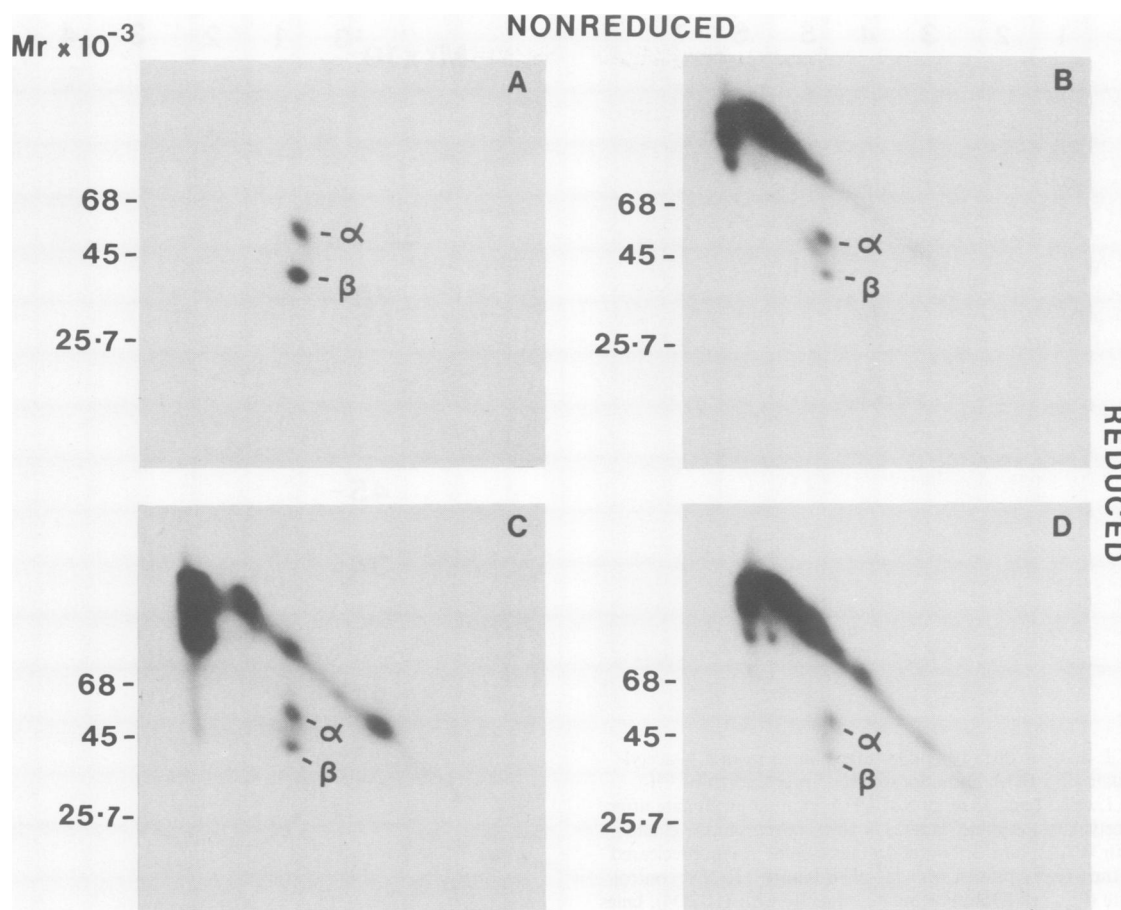 NONREDUCED
Mr x 10-3
A
B
68-
45-
25·7-
α
β
68-
45-
25·7-
α
β
REDUCED
C
D
68-
45-
25·7-
α
β
68-
45-
25·7-
α
β